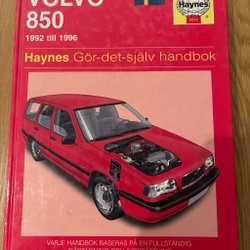 VOLVO
850
1992 till 1996
Haynes
Haynes Gör-det-själv handbok
VARJE HANDBOK BASERAS PÅ EN FULLSTÄNDIG